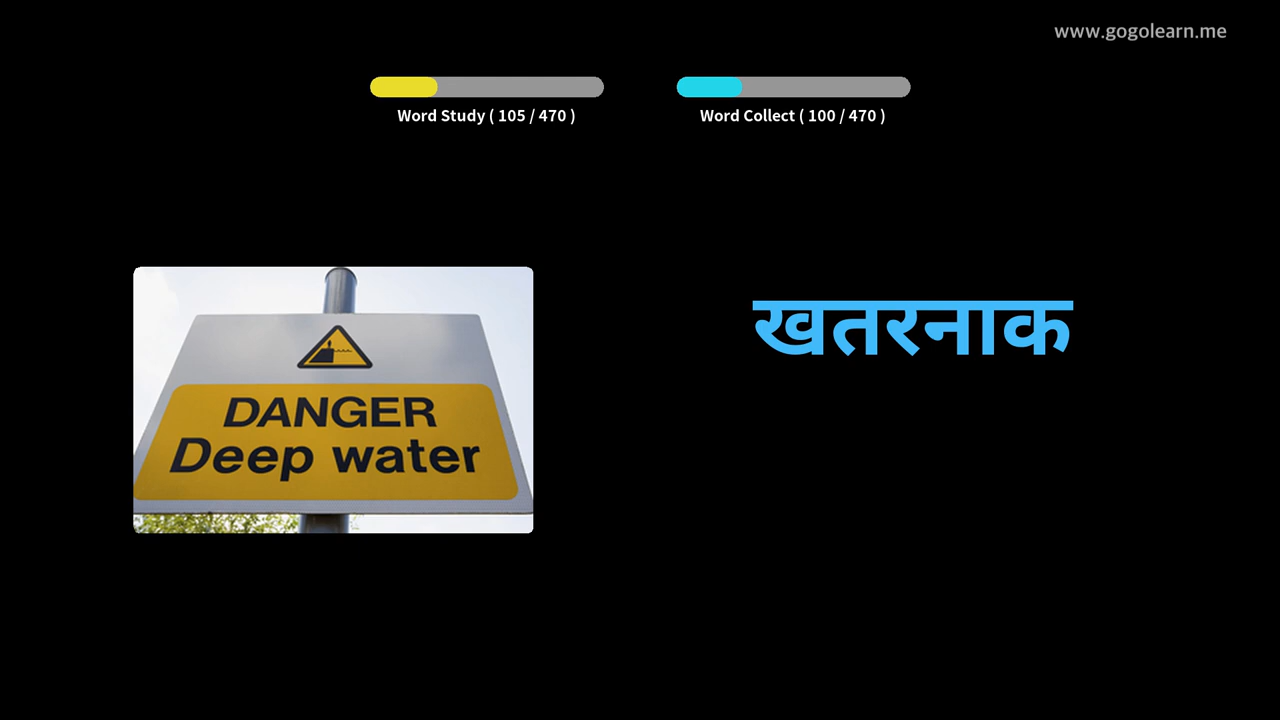 www.gogolearn.me
Word Study ( 105 / 470 )
Word Collect ( 100 / 470 )
DANGER
Deep water
खतरनाक